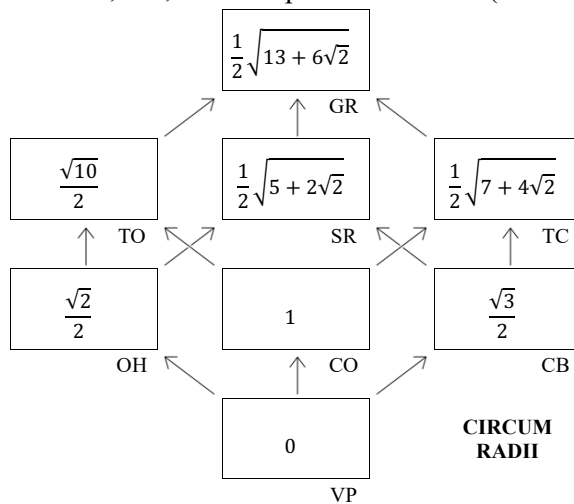 1/2 √(13 + 6√2)
GR
√10/2
1/2 √(5 + 2√2)
1/2 √(7 + 4√2)
TO
SR
TC
√2/2
1
√3/2
OH
CO
CB
0
CIRCUM
RADII
VP